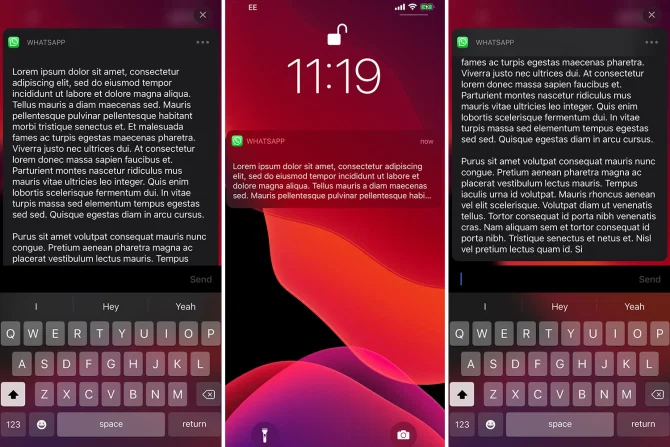 WHATSAPP
Lorem ipsum dolor sit amet, consectetur
adipiscing elit, sed do eiusmod tempor
incididunt ut labore et dolore magna aliqua.
Tellus mauris a diam maecenas sed. Mauris
pellentesque pulvinar pellentesque habitant
morbi tristique senectus et. Et malesuada
fames ac turpis egestas maecenas pharetra.
Viverra justo nec ultrices dui. At consectetur
lorem donec massa sapien faucibus et.
Parturient montes nascetur ridiculus mus
mauris vitae ultricies leo integer. Quis enim
lobortis scelerisque fermentum dui. In vitae
turpis massa sed elementum tempus egestas
sed sed. Quisque egestas diam in arcu cursus.
Purus sit amet volutpat consequat mauris nunc
congue. Pretium aenean pharetra magna ac
placerat vestibulum lectus mauris. Tempus
Send
I Hey Yeah
Q W E R T Y U I O P
A S D F G H J K L
Z X C V B N M
123 space return
EE
11:19
WHATSAPP now
Lorem ipsum dolor sit amet, consectetur adipiscing
elit, sed do eiusmod tempor incididunt ut labore et
dolore magna aliqua. Tellus mauris a diam maecenas
sed. Mauris pellentesque pulvinar pellentesque habi...
WHATSAPP
fames ac turpis egestas maecenas pharetra.
Viverra justo nec ultrices dui. At consectetur
lorem donec massa sapien faucibus et.
Parturient montes nascetur ridiculus mus
mauris vitae ultricies leo integer. Quis enim
lobortis scelerisque fermentum dui. In vitae
turpis massa sed elementum tempus egestas
sed sed. Quisque egestas diam in arcu cursus.
Purus sit amet volutpat consequat mauris nunc
congue. Pretium aenean pharetra magna ac
placerat vestibulum lectus mauris. Tempus
iaculis urna id volutpat. Mauris rhoncus aenean
vel elit scelerisque. Volutpat diam ut venenatis
tellus. Tortor consequat id porta nibh venenatis
cras. Nam aliquam sem et tortor consequat id
porta nibh. Tristique senectus et netus et. Nisl
vel pretium lectus quam id. Si
Send
I Hey Yeah
Q W E R T Y U I O P
A S D F G H J K L
Z X C V B N M
123 space return